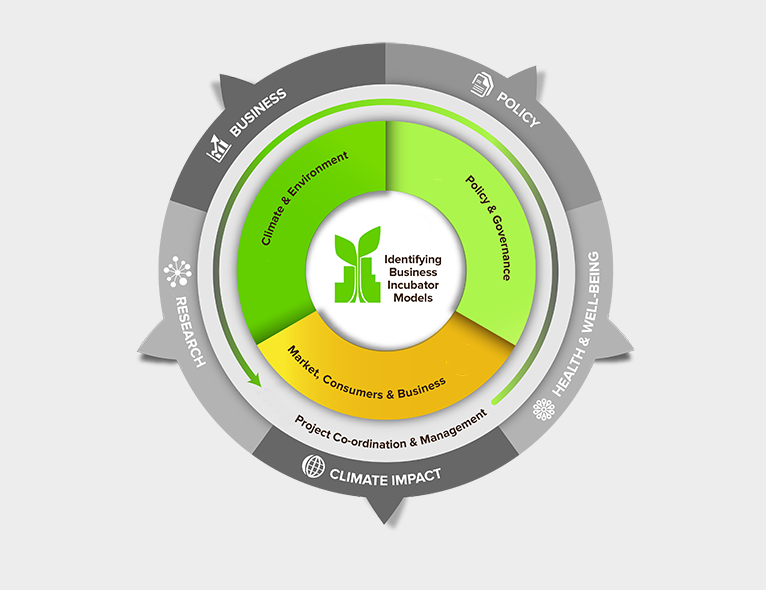 BUSINESS
POLICY
Climate & Environment
Policy & Governance
Identifying
Business
Incubator
Models
RESEARCH
HEALTH & WELL-BEING
Market, Consumers & Business
Project Co-ordination & Management
CLIMATE IMPACT